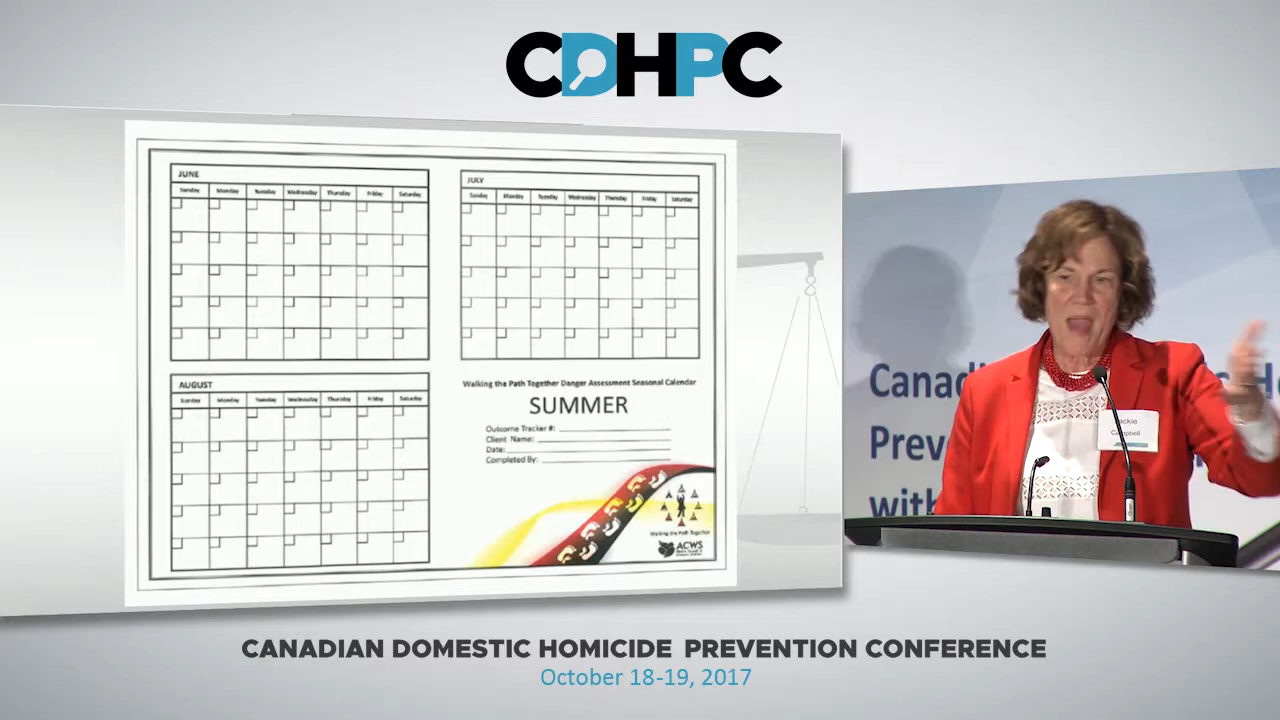 CDHPC
JUNE
Sunday Monday Tuesday Wednesday Thursday Friday Saturday
JULY
Sunday Monday Tuesday Wednesday Thursday Friday Saturday
AUGUST
Sunday Monday Tuesday Wednesday Thursday Friday Saturday
Walking the Path Together Danger Assessment Seasonal Calendar
SUMMER
Outcome Tracker #:
Client Name:
Date:
Completed By:
Walking the Path Together
ACWS
Canad
Prev
with
Campbell
CANADIAN DOMESTIC HOMICIDE PREVENTION CONFERENCE
October 18-19, 2017